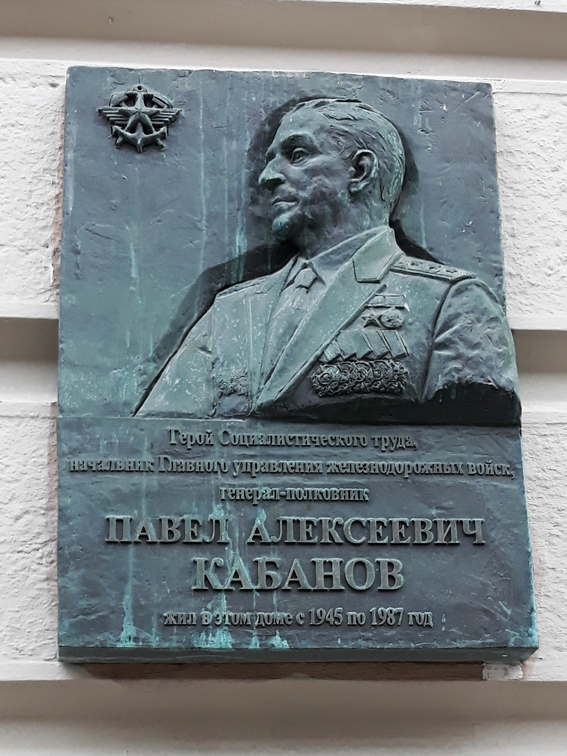 Герой Социалистического труда,
начальник Главного управления железнодорожных войск,
генерал-полковник
ПАВЕЛ АЛЕКСЕЕВИЧ
КАБАНОВ
жил в этом доме с 1945 по 1987 год